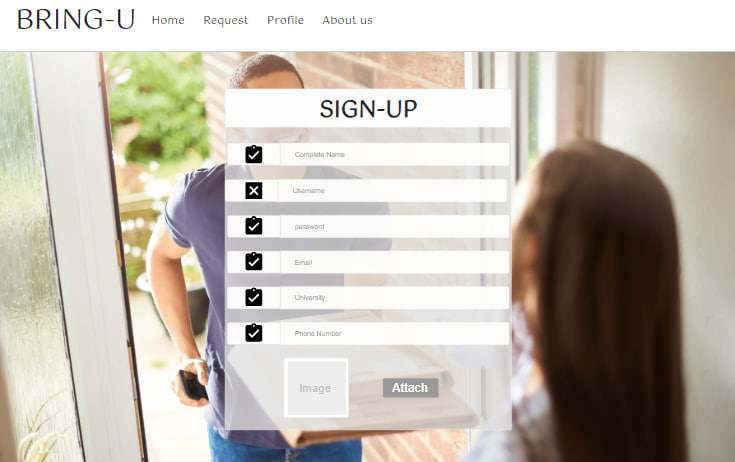 BRING-U Home Request Profile About us
SIGN-UP
Complete Name
Username
password
Email
University
Phone Number
Image Attach